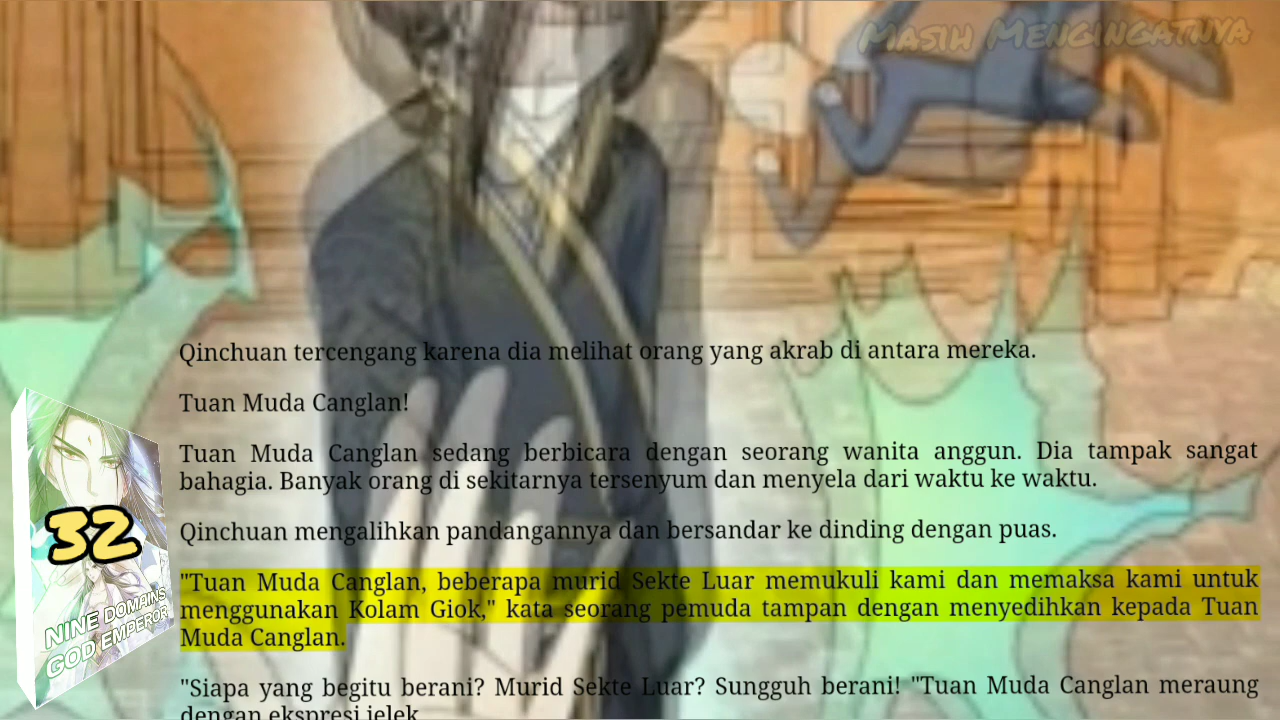 Masih Mengingatnya
Qinchuan tercengang karena dia melihat orang yang akrab di antara mereka.
Tuan Muda Canglan!
Tuan Muda Canglan sedang berbicara dengan seorang wanita anggun. Dia tampak sangat
bahagia. Banyak orang di sekitarnya tersenyum dan menyela dari waktu ke waktu.
Qinchuan mengalihkan pandangannya dan bersandar ke dinding dengan puas.
"Tuan Muda Canglan, beberapa murid Sekte Luar memukuli kami dan memaksa kami untuk
menggunakan Kolam Giok," kata seorang pemuda tampan dengan menyedihkan kepada Tuan
Muda Canglan.
"Siapa yang begitu berani? Murid Sekte Luar? Sungguh berani! "Tuan Muda Canglan meraung
dengan ekspresi jelek
32
NINE DOMAINS
GOD EMPEROR